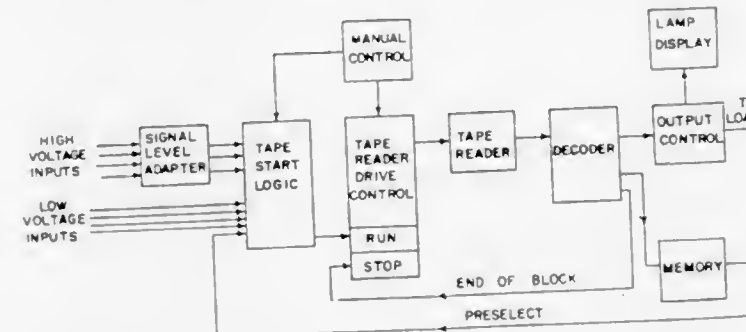 LAMP
DISPLAY
MANUAL
CONTROL
HIGH
VOLTAGE
INPUTS
SIGNAL
LEVEL
ADAPTER
TAPE
START
LOGIC
TAPE
READER
DRIVE
CONTROL
RUN
STOP
TAPE
READER
DECODER
OUTPUT
CONTROL
LOW
VOLTAGE
INPUTS
MEMORY
END OF BLOCK
PRESELECT